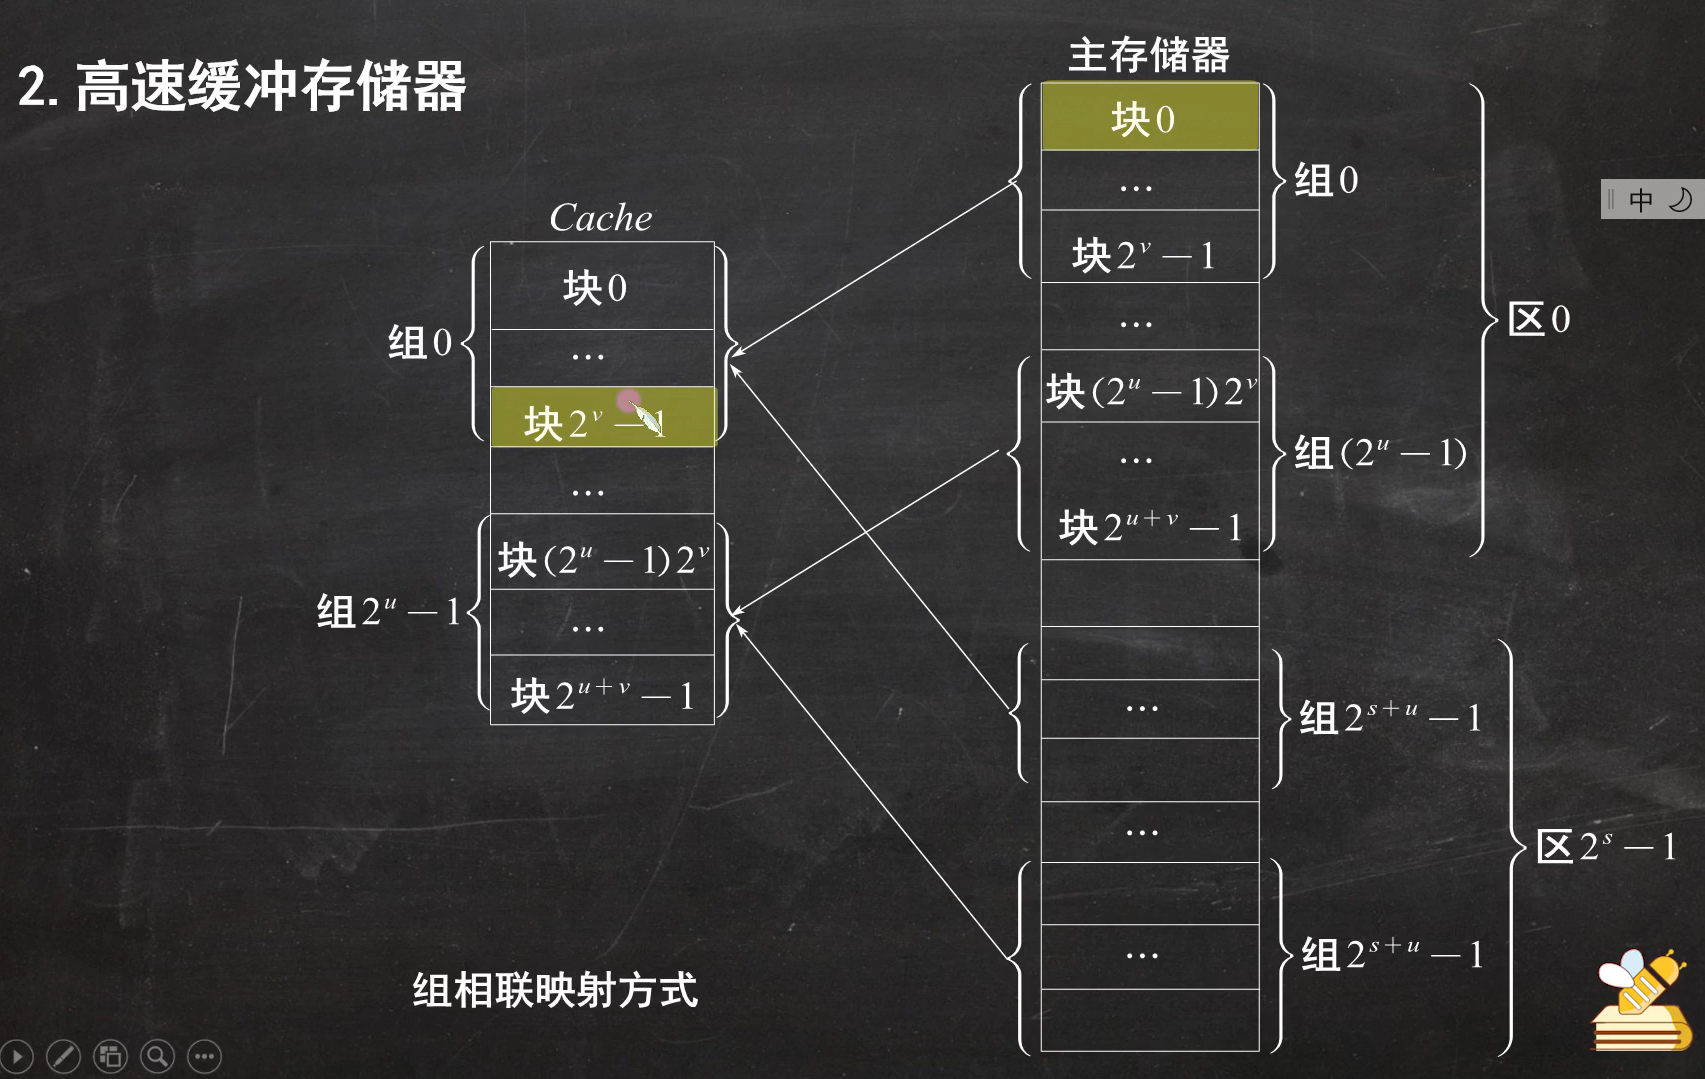 2. 高速缓冲存储器
主存储器
块0
…
组0
块2^v－1
…
区0
块(2^u－1)2^v
…
组(2^u－1)
块2^{u+v}－1
…
组2^{s+u}－1
…
区2^s－1
…
组2^{s+u}－1
Cache
块0
组0
…
块2^v－1
…
块(2^u－1)2^v
组2^u－1
…
块2^{u+v}－1
组相联映射方式
中